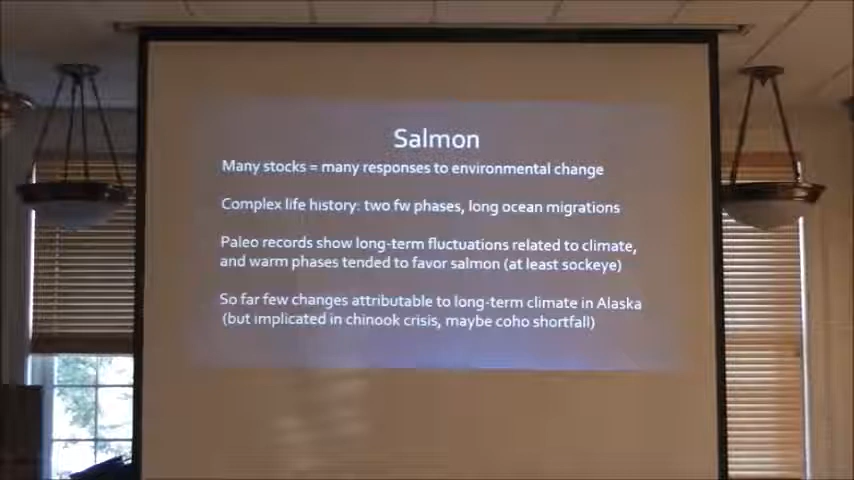 Salmon
Many stocks = many responses to environmental change
Complex life history: two fw phases, long ocean migrations
Paleo records show long-term fluctuations related to climate,
and warm phases tended to favor salmon (at least sockeye)
So far few changes attributable to long-term climate in Alaska
(but implicated in chinook crisis, maybe coho shortfall)